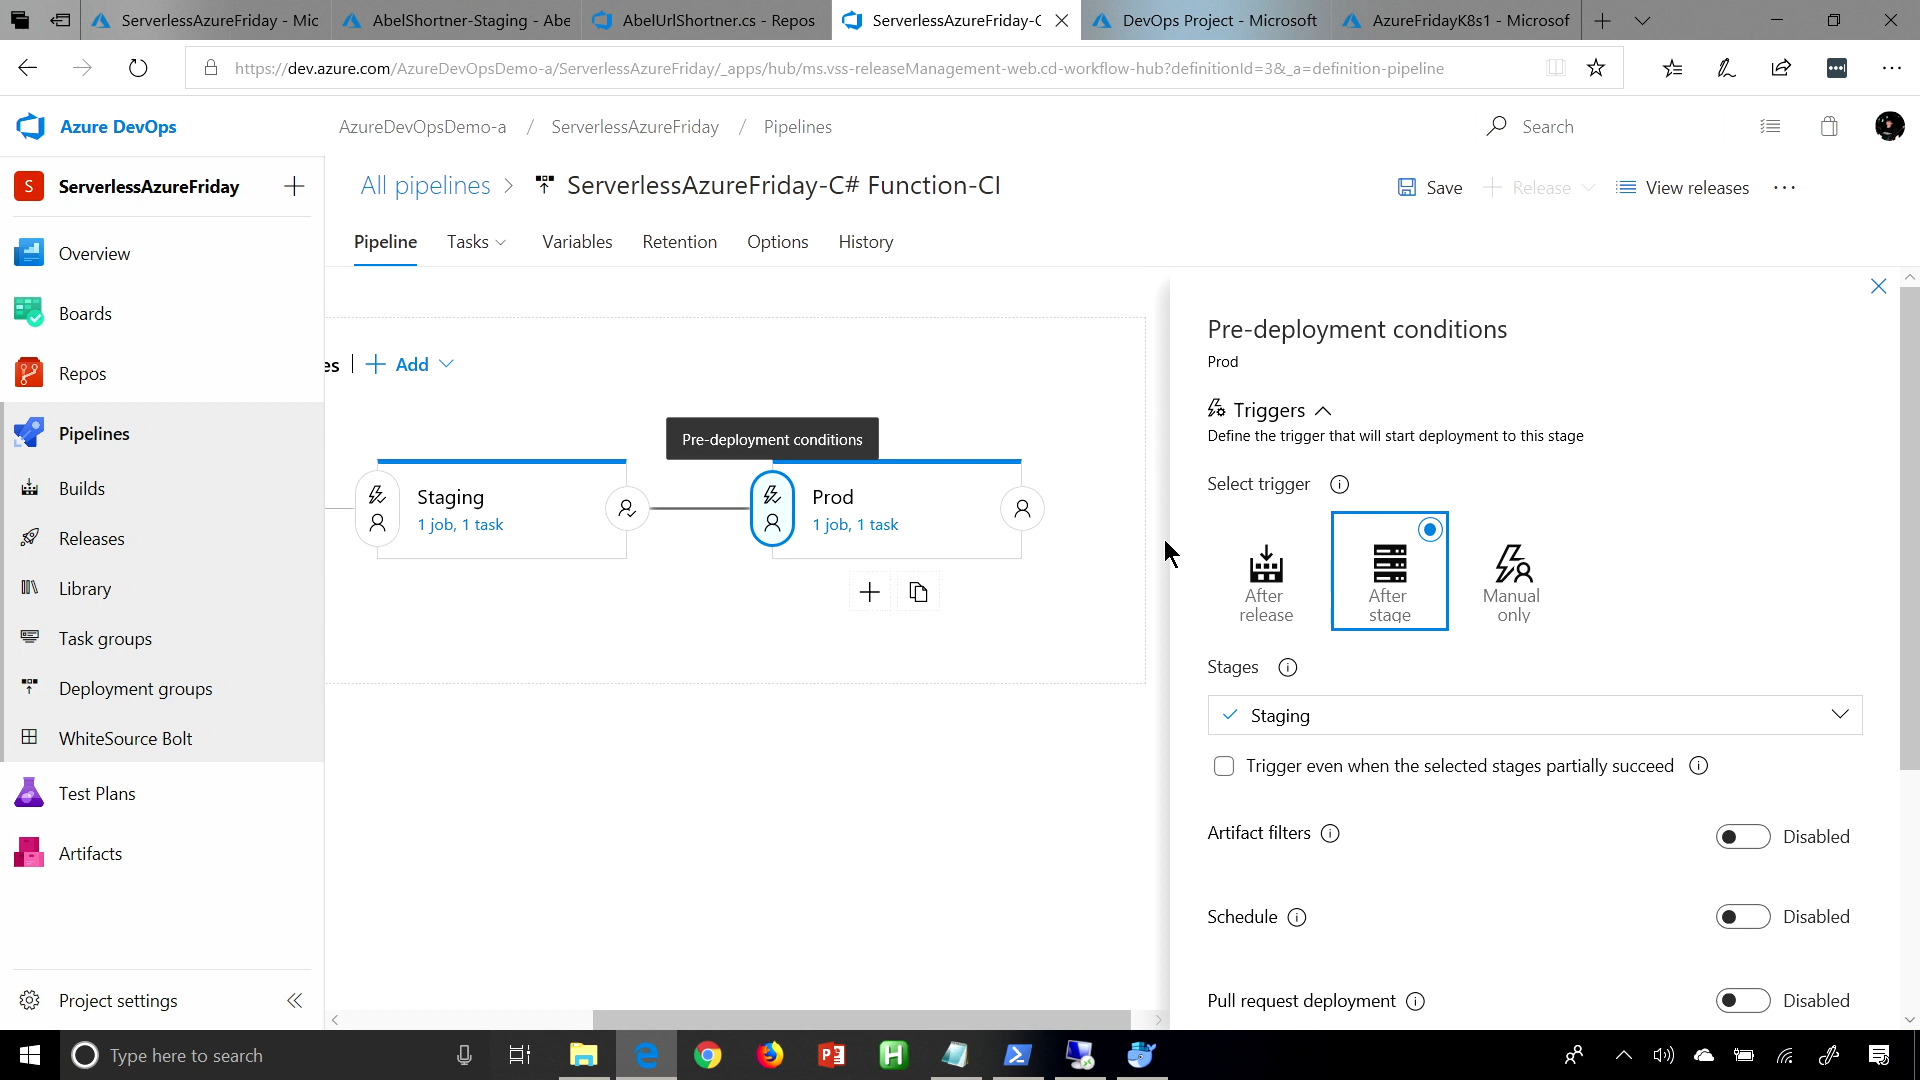 ServerlessAzureFriday - Mic
AbelShortner-Staging - Abe
AbelUrlShortner.cs - Repos
ServerlessAzureFriday-C
DevOps Project - Microsoft
AzureFridayK8s1 - Microsof
https://dev.azure.com/AzureDevOpsDemo-a/ServerlessAzureFriday/_apps/hub/ms.vss-releaseManagement-web.cd-workflow-hub?definitionId=3&_a=definition-pipeline
Azure DevOps
AzureDevOpsDemo-a / ServerlessAzureFriday / Pipelines
Search
S ServerlessAzureFriday
All pipelines > ServerlessAzureFriday-C# Function-CI
Save
Release
View releases
Pipeline
Tasks
Variables
Retention
Options
History
Overview
Boards
Repos
Pipelines
Builds
Releases
Library
Task groups
Deployment groups
WhiteSource Bolt
Test Plans
Artifacts
Project settings
es | + Add
Pre-deployment conditions
Staging
1 job, 1 task
Prod
1 job, 1 task
Pre-deployment conditions
Prod
Triggers
Define the trigger that will start deployment to this stage
Select trigger
After
release
After
stage
Manual
only
Stages
Staging
Trigger even when the selected stages partially succeed
Artifact filters
Disabled
Schedule
Disabled
Pull request deployment
Disabled
Type here to search